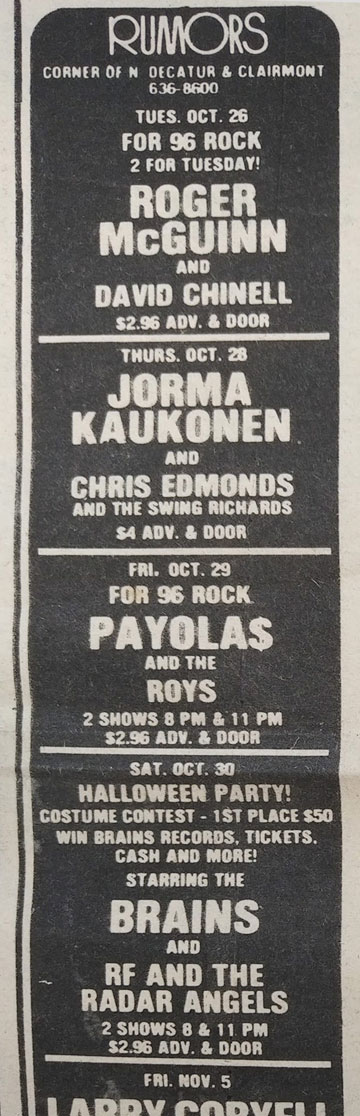 RUMORS
CORNER OF N DECATUR & CLAIRMONT
636-8600
TUES. OCT. 26
FOR 96 ROCK
2 FOR TUESDAY!
ROGER
McGUINN
AND
DAVID CHINELL
$2.96 ADV. & DOOR
THURS. OCT. 28
JORMA
KAUKONEN
AND
CHRIS EDMONDS
AND THE SWING RICHARDS
$4 ADV. & DOOR
FRI. OCT. 29
FOR 96 ROCK
PAYOLAS
AND THE
ROYS
2 SHOWS 8 PM & 11 PM
$2.96 ADV. & DOOR
SAT. OCT. 30
HALLOWEEN PARTY!
COSTUME CONTEST - 1ST PLACE $50
WIN BRAINS RECORDS, TICKETS.
CASH AND MORE!
STARRING THE
BRAINS
AND
RF AND THE
RADAR ANGELS
2 SHOWS 8 & 11 PM
$2.96 ADV. & DOOR
FRI. NOV. 5
LARRY CORYELL